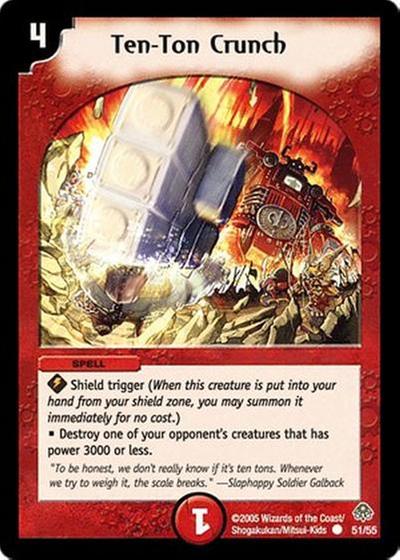 4
Ten-Ton Crunch
SPELL
Shield trigger (When this creature is put into your
hand from your shield zone, you may summon it
immediately for no cost.)
▪ Destroy one of your opponent's creatures that has
power 3000 or less.
"To be honest, we don't really know if it's ten tons. Whenever
we try to weigh it, the scale breaks." —Slaphappy Soldier Galback
1
©2005 Wizards of the Coast/
Shogakukan/Mitsui-Kids
51/55